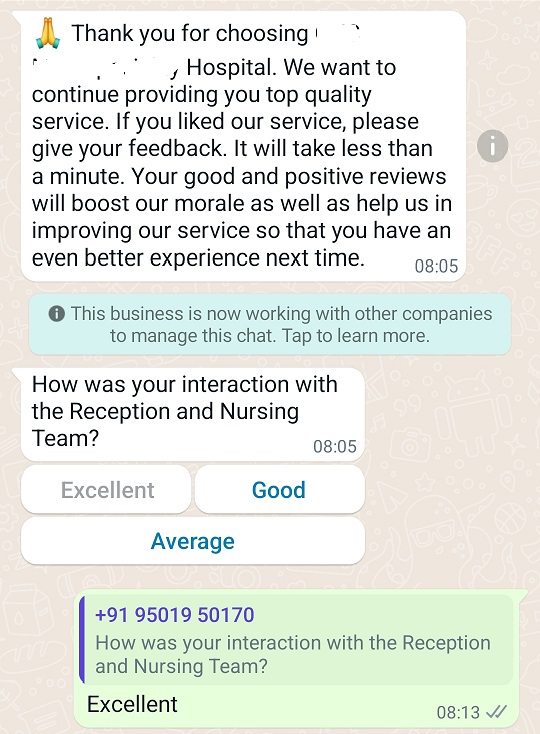 🙏 Thank you for choosing
Hospital. We want to
continue providing you top quality
service. If you liked our service, please
give your feedback. It will take less than
a minute. Your good and positive reviews
will boost our morale as well as help us in
improving our service so that you have an
even better experience next time.
08:05
This business is now working with other companies
to manage this chat. Tap to learn more.
How was your interaction with
the Reception and Nursing
Team?
08:05
Excellent
Good
Average
+91 95019 50170
How was your interaction with the Reception
and Nursing Team?
Excellent
08:13